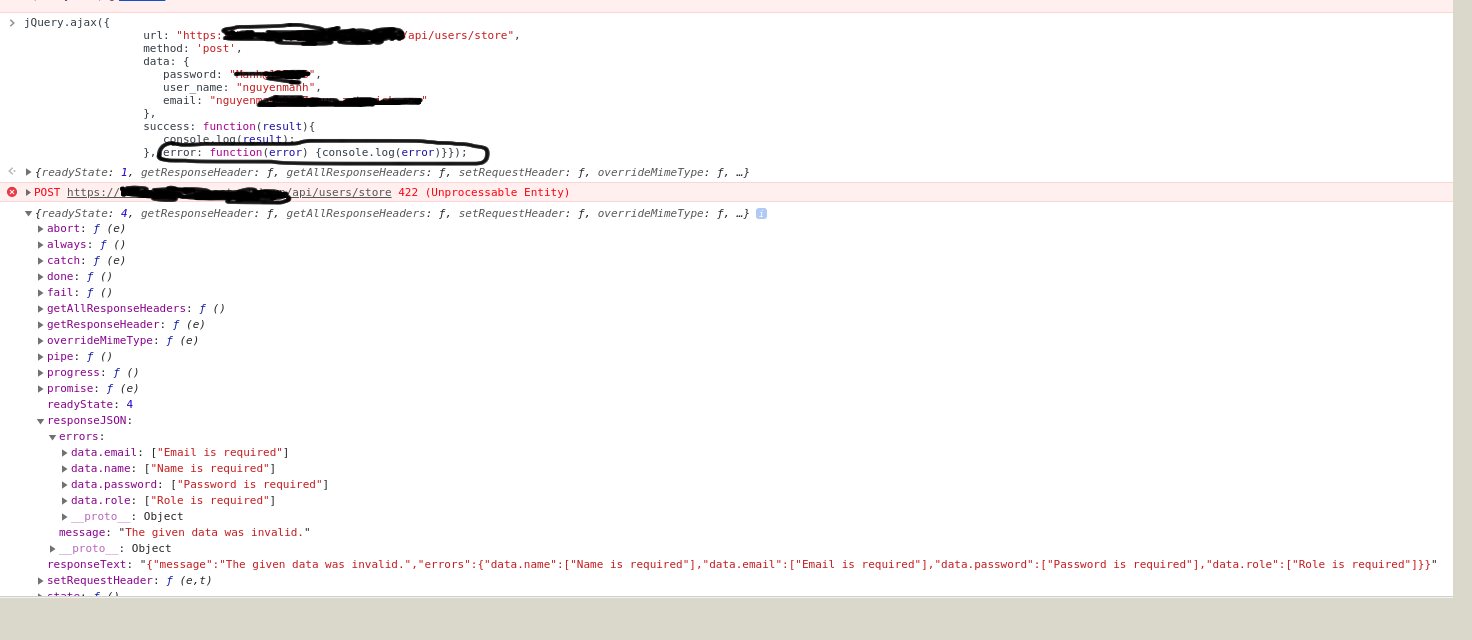 jQuery.ajax({
url: "https: /api/users/store",
method: 'post',
data: {
password: " ",
user_name: "nguyenmanh",
email: "nguyenm "
},
success: function(result){
console.log(result);
}, error: function(error) {console.log(error)}});
{readyState: 1, getResponseHeader: ƒ, getAllResponseHeaders: ƒ, setRequestHeader: ƒ, overrideMimeType: ƒ, …}
POST https:// /api/users/store 422 (Unprocessable Entity)
{readyState: 4, getResponseHeader: ƒ, getAllResponseHeaders: ƒ, setRequestHeader: ƒ, overrideMimeType: ƒ, …} i
abort: ƒ (e)
always: ƒ ()
catch: ƒ (e)
done: ƒ ()
fail: ƒ ()
getAllResponseHeaders: ƒ ()
getResponseHeader: ƒ (e)
overrideMimeType: ƒ (e)
pipe: ƒ ()
progress: ƒ ()
promise: ƒ (e)
readyState: 4
responseJSON:
errors:
data.email: ["Email is required"]
data.name: ["Name is required"]
data.password: ["Password is required"]
data.role: ["Role is required"]
__proto__: Object
message: "The given data was invalid."
__proto__: Object
responseText: "{"message":"The given data was invalid.","errors":{"data.name":["Name is required"],"data.email":["Email is required"],"data.password":["Password is required"],"data.role":["Role is required"]}}"
setRequestHeader: ƒ (e,t)
state: ƒ ()